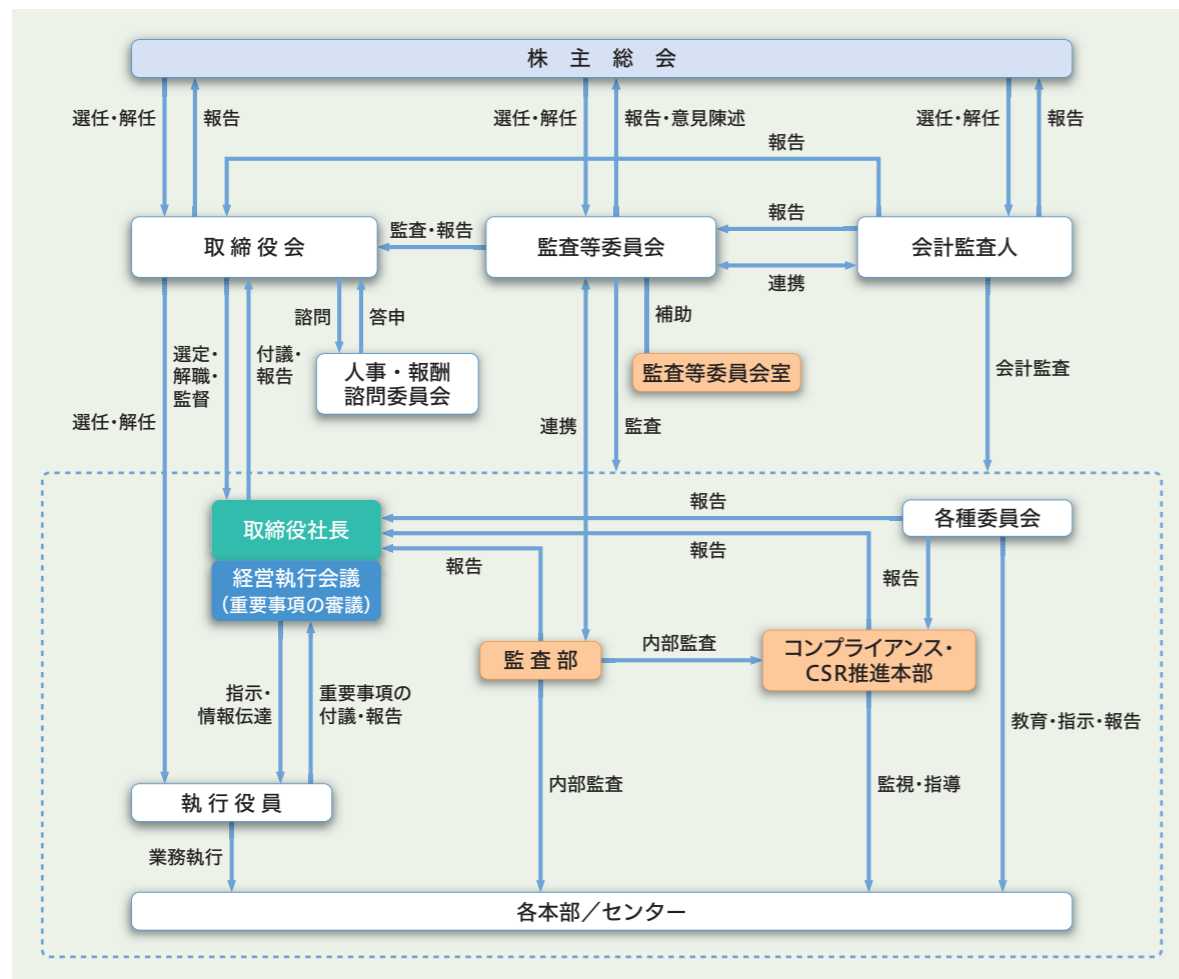 株主総会
選任・解任
報告
選任・解任
報告・意見陳述
選任・解任
報告
報告
取締役会
監査・報告
監査等委員会
報告
連携
会計監査人
諮問
答申
補助
選定・
解職・
監督
付議・
報告
人事・報酬
諮問委員会
監査等委員会室
会計監査
選任・解任
連携
監査
取締役社長
報告
各種委員会
報告
報告
報告
経営執行会議
（重要事項の審議）
監査部
内部監査
コンプライアンス・
CSR推進本部
指示・
情報伝達
重要事項の
付議・報告
教育・指示・報告
内部監査
監視・指導
執行役員
業務執行
各本部／センター